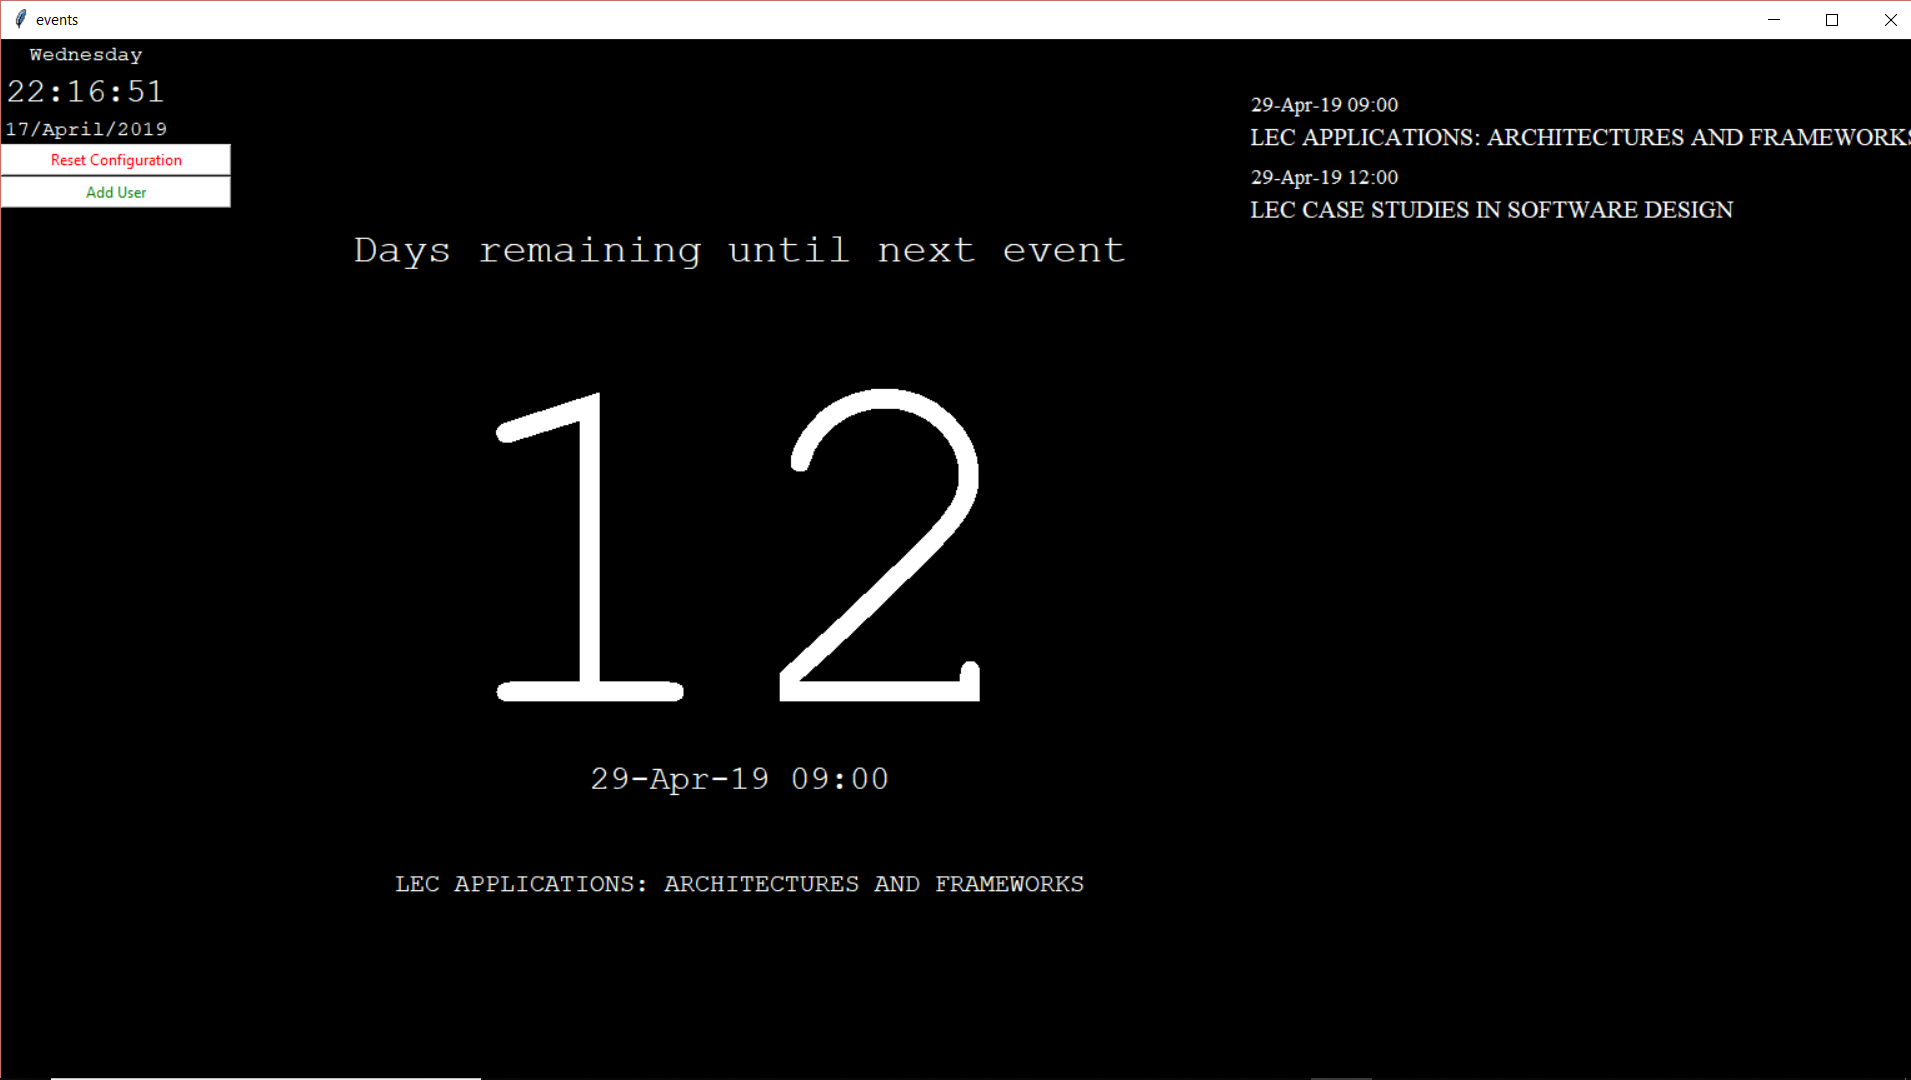 events
Wednesday
22:16:51
17/April/2019
Reset Configuration
Add User
29-Apr-19 09:00
LEC APPLICATIONS: ARCHITECTURES AND FRAMEWORKS
29-Apr-19 12:00
LEC CASE STUDIES IN SOFTWARE DESIGN
Days remaining until next event
12
29-Apr-19 09:00
LEC APPLICATIONS: ARCHITECTURES AND FRAMEWORKS